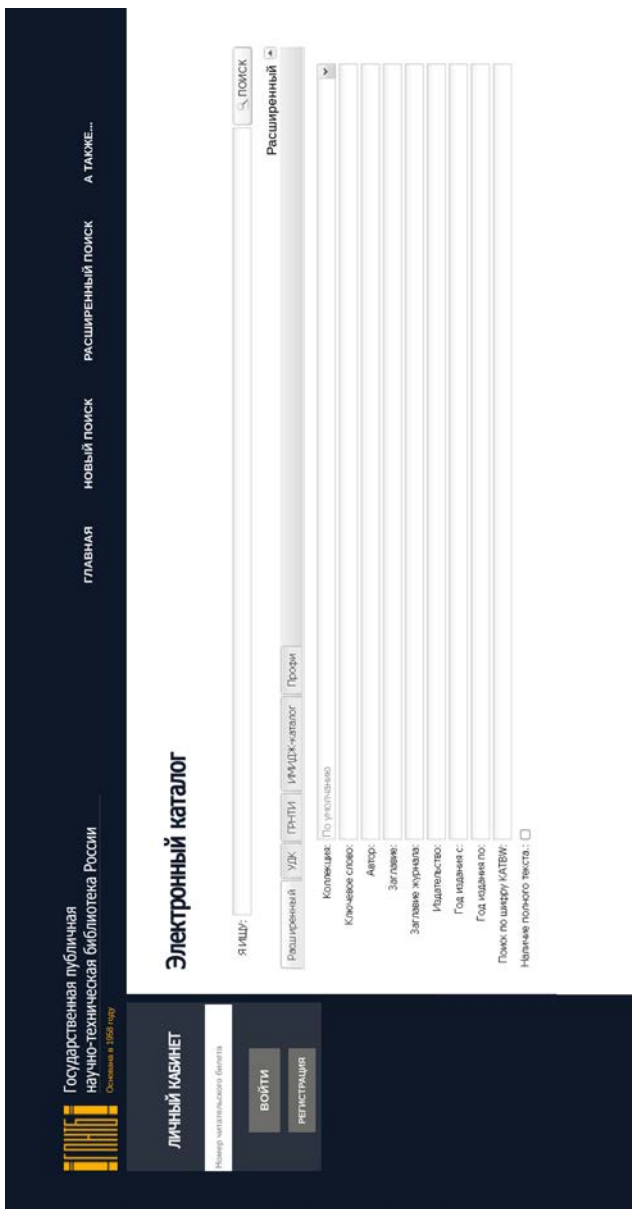 ГПНТБ
Государственная публичная
научно-техническая библиотека России
Основана в 1958 году
ГЛАВНАЯ
НОВЫЙ ПОИСК
РАСШИРЕННЫЙ ПОИСК
А ТАКЖЕ...
ЛИЧНЫЙ КАБИНЕТ
Номер читательского билета
ВОЙТИ
РЕГИСТРАЦИЯ
Электронный каталог
Я ИЩУ:
ПОИСК
Расширенный
Расширенный УДК ГРНТИ ИМИДЖ-каталог Профи
Коллекция: По умолчанию
Ключевое слово:
Автор:
Заглавие:
Заглавие журнала:
Издательство:
Год издания с:
Год издания по:
Поиск по шифру KATBW:
Наличие полного текста.: